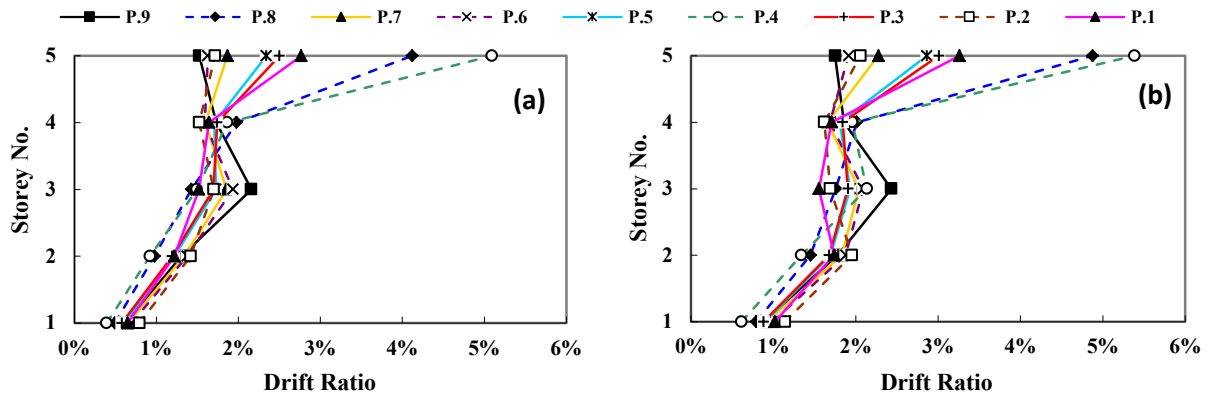 P.9 P.8 P.7 P.6 P.5 P.4 P.3 P.2 P.1
5
4
3
2
1
Storey No.
(a)
0% 1% 2% 3% 4% 5% 6%
Drift Ratio
5
4
3
2
1
Storey No.
(b)
0% 1% 2% 3% 4% 5% 6%
Drift Ratio